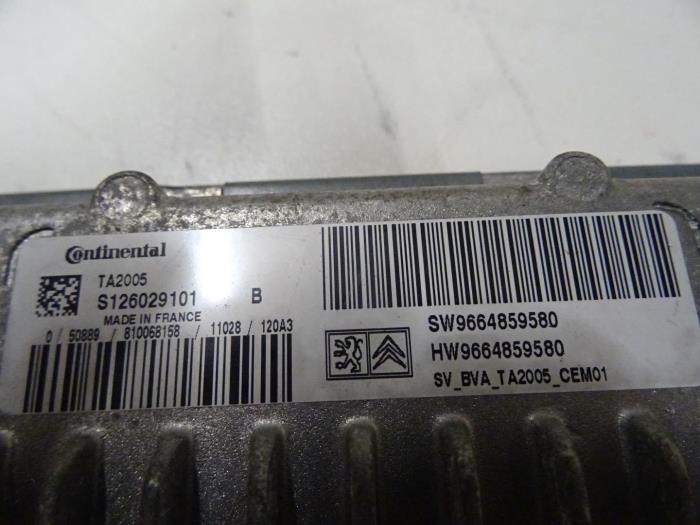 Continental
TA2005
S126029101 B
MADE IN FRANCE
0 / 50889 / 810068158 / 11028 / 120A3
SW9664859580
HW9664859580
SV_BVA_TA2005_CEM01